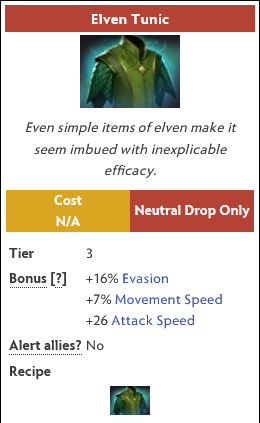 Elven Tunic
Even simple items of elven make it
seem imbued with inexplicable
efficacy.
Cost
N/A
Neutral Drop Only
Tier 3
Bonus [?] +16% Evasion
+7% Movement Speed
+26 Attack Speed
Alert allies? No
Recipe